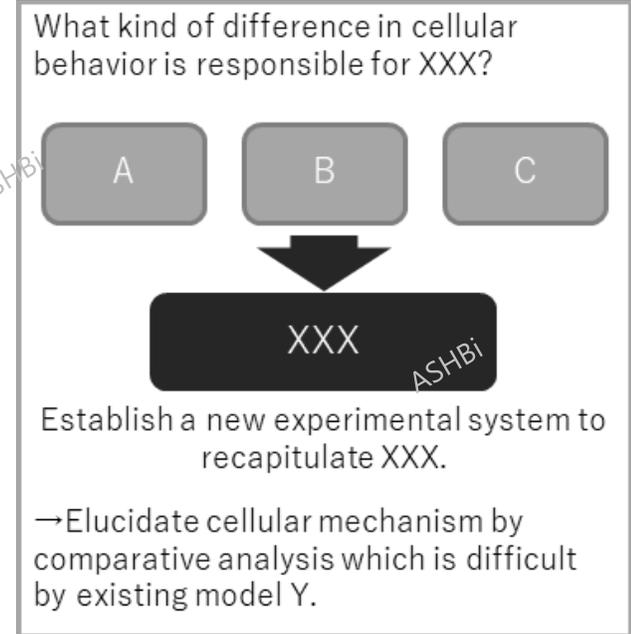 What kind of difference in cellular
behavior is responsible for XXX?
A
B
C
XXX
ASHBi
Establish a new experimental system to
recapitulate XXX.
→Elucidate cellular mechanism by
comparative analysis which is difficult
by existing model Y.